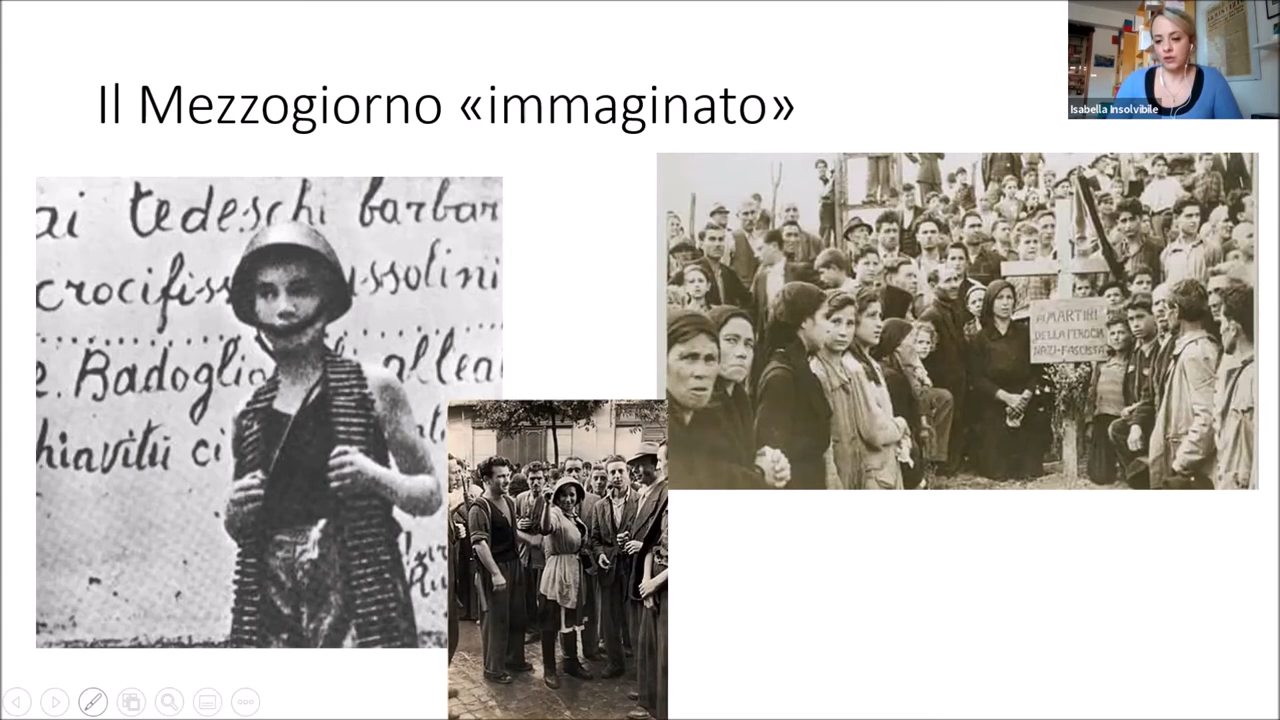 Il Mezzogiorno «immaginato»
Isabella Insolvibile
ai tedeschi barbar
crocifiss ussolini
e. Badoglio allea
hiavitù ci
AI MARTIRI
DELLA FEROCIA
NAZI-FASCISTA